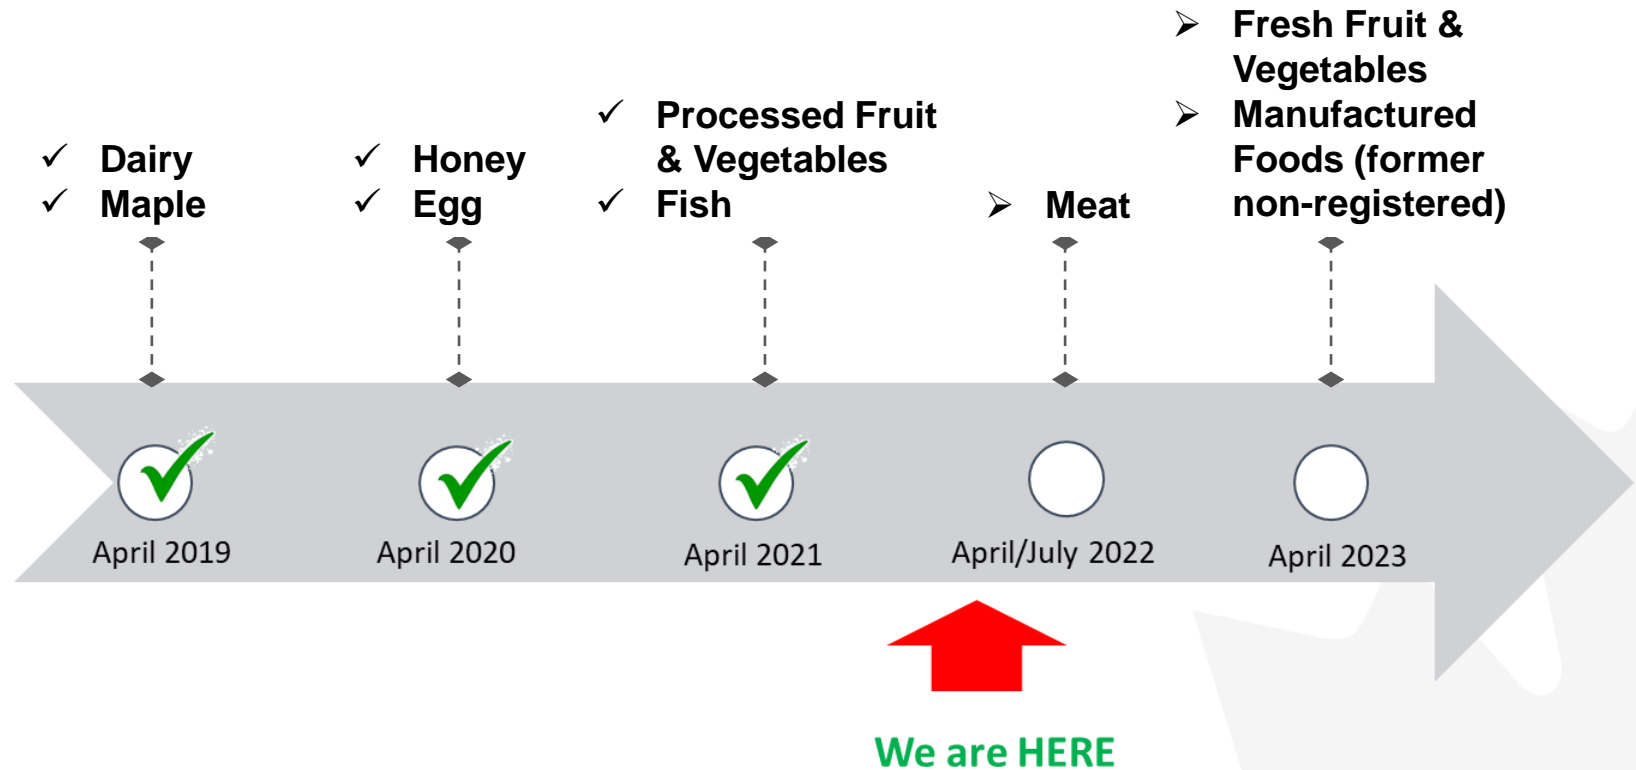 ✓ Dairy
✓ Maple
✓ Honey
✓ Egg
✓ Processed Fruit
& Vegetables
✓ Fish
➢ Meat
➢ Fresh Fruit &
Vegetables
➢ Manufactured
Foods (former
non-registered)
April 2019
April 2020
April 2021
April/July 2022
April 2023
We are HERE